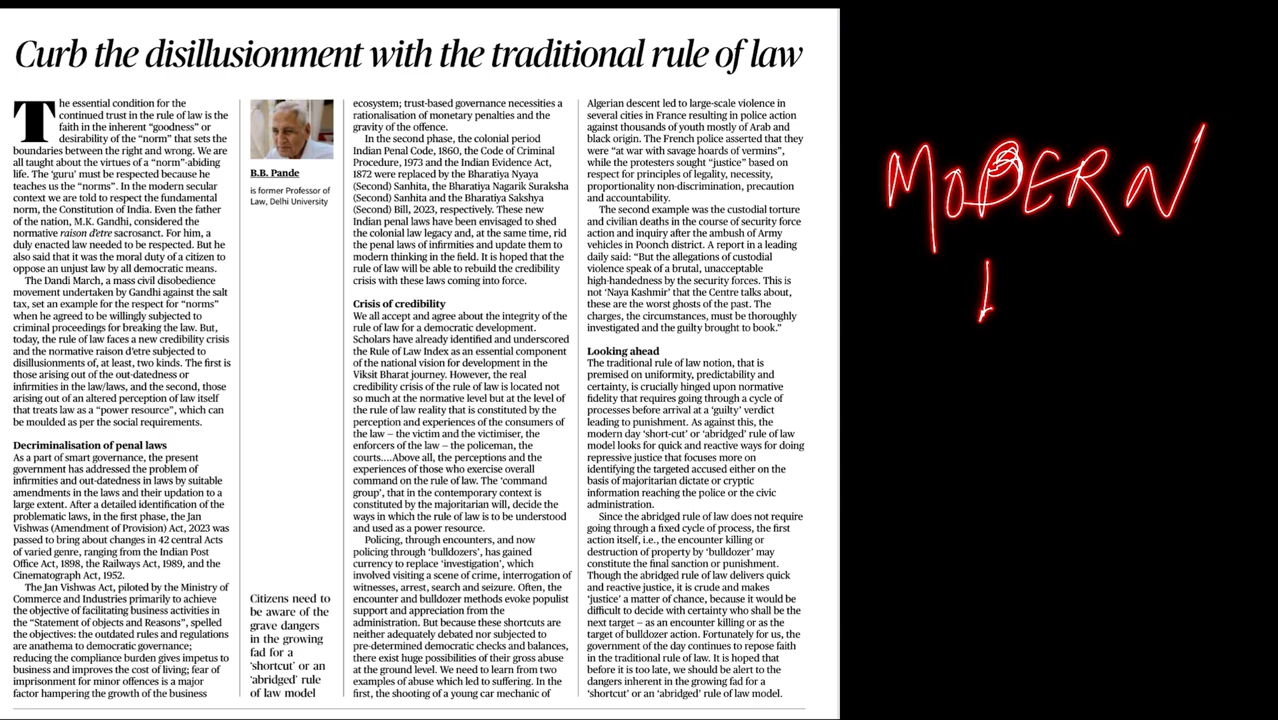 Curb the disillusionment with the traditional rule of law
The essential condition for the
continued trust in the rule of law is the
faith in the inherent “goodness” or
desirability of the “norm” that sets the
boundaries between the right and wrong. We are
all taught about the virtues of a “norm”-abiding
life. The ‘guru’ must be respected because he
teaches us the “norms”. In the modern secular
context we are told to respect the fundamental
norm, the Constitution of India. Even the father
of the nation, M.K. Gandhi, considered the
normative raison d’etre sacrosanct. For him, a
duly enacted law needed to be respected. But he
also said that it was the moral duty of a citizen to
oppose an unjust law by all democratic means.
The Dandi March, a mass civil disobedience
movement undertaken by Gandhi against the salt
tax, set an example for the respect for “norms”
when he agreed to be willingly subjected to
criminal proceedings for breaking the law. But,
today, the rule of law faces a new credibility crisis
and the normative raison d’etre subjected to
disillusionments of, at least, two kinds. The first is
those arising out of the out-datedness or
infirmities in the law/laws, and the second, those
arising out of an altered perception of law itself
that treats law as a “power resource”, which can
be moulded as per the social requirements.
Decriminalisation of penal laws
As a part of smart governance, the present
government has addressed the problem of
infirmities and out-datedness in laws by suitable
amendments in the laws and their updation to a
large extent. After a detailed identification of the
problematic laws, in the first phase, the Jan
Vishwas (Amendment of Provision) Act, 2023 was
passed to bring about changes in 42 central Acts
of varied genre, ranging from the Indian Post
Office Act, 1898, the Railways Act, 1989, and the
Cinematograph Act, 1952.
The Jan Vishwas Act, piloted by the Ministry of
Commerce and Industries primarily to achieve
the objective of facilitating business activities in
the “Statement of objects and Reasons”, spelled
the objectives: the outdated rules and regulations
are anathema to democratic governance;
reducing the compliance burden gives impetus to
business and improves the cost of living; fear of
imprisonment for minor offences is a major
factor hampering the growth of the business
B.B. Pande
is former Professor of
Law, Delhi University
Citizens need to
be aware of the
grave dangers
in the growing
fad for a
‘shortcut’ or an
‘abridged’ rule
of law model
ecosystem; trust-based governance necessities a
rationalisation of monetary penalties and the
gravity of the offence.
In the second phase, the colonial period
Indian Penal Code, 1860, the Code of Criminal
Procedure, 1973 and the Indian Evidence Act,
1872 were replaced by the Bharatiya Nyaya
(Second) Sanhita, the Bharatiya Nagarik Suraksha
(Second) Sanhita and the Bharatiya Sakshya
(Second) Bill, 2023, respectively. These new
Indian penal laws have been envisaged to shed
the colonial law legacy and, at the same time, rid
the penal laws of infirmities and update them to
modern thinking in the field. It is hoped that the
rule of law will be able to rebuild the credibility
crisis with these laws coming into force.
Crisis of credibility
We all accept and agree about the integrity of the
rule of law for a democratic development.
Scholars have already identified and underscored
the Rule of Law Index as an essential component
of the national vision for development in the
Viksit Bharat journey. However, the real
credibility crisis of the rule of law is located not
so much at the normative level but at the level of
the rule of law reality that is constituted by the
perception and experiences of the consumers of
the law – the victim and the victimiser, the
enforcers of the law – the policeman, the
courts....Above all, the perceptions and the
experiences of those who exercise overall
command on the rule of law. The ‘command
group’, that in the contemporary context is
constituted by the majoritarian will, decide the
ways in which the rule of law is to be understood
and used as a power resource.
Policing, through encounters, and now
policing through ‘bulldozers’, has gained
currency to replace ‘investigation’, which
involved visiting a scene of crime, interrogation of
witnesses, arrest, search and seizure. Often, the
encounter and bulldozer methods evoke populist
support and appreciation from the
administration. But because these shortcuts are
neither adequately debated nor subjected to
pre-determined democratic checks and balances,
there exist huge possibilities of their gross abuse
at the ground level. We need to learn from two
examples of abuse which led to suffering. In the
first, the shooting of a young car mechanic of
Algerian descent led to large-scale violence in
several cities in France resulting in police action
against thousands of youth mostly of Arab and
black origin. The French police asserted that they
were “at war with savage hoards of vermins”,
while the protesters sought “justice” based on
respect for principles of legality, necessity,
proportionality non-discrimination, precaution
and accountability.
The second example was the custodial torture
and civilian deaths in the course of security force
action and inquiry after the ambush of Army
vehicles in Poonch district. A report in a leading
daily said: “But the allegations of custodial
violence speak of a brutal, unacceptable
high-handedness by the security forces. This is
not ‘Naya Kashmir’ that the Centre talks about,
these are the worst ghosts of the past. The
charges, the circumstances, must be thoroughly
investigated and the guilty brought to book.”
Looking ahead
The traditional rule of law notion, that is
premised on uniformity, predictability and
certainty, is crucially hinged upon normative
fidelity that requires going through a cycle of
processes before arrival at a ‘guilty’ verdict
leading to punishment. As against this, the
modern day ‘short-cut’ or ‘abridged’ rule of law
model looks for quick and reactive ways for doing
repressive justice that focuses more on
identifying the targeted accused either on the
basis of majoritarian dictate or cryptic
information reaching the police or the civic
administration.
Since the abridged rule of law does not require
going through a fixed cycle of process, the first
action itself, i.e., the encounter killing or
destruction of property by ‘bulldozer’ may
constitute the final sanction or punishment.
Though the abridged rule of law delivers quick
and reactive justice, it is crude and makes
‘justice’ a matter of chance, because it would be
difficult to decide with certainty who shall be the
next target – as an encounter killing or as the
target of bulldozer action. Fortunately for us, the
government of the day continues to repose faith
in the traditional rule of law. It is hoped that
before it is too late, we should be alert to the
dangers inherent in the growing fad for a
‘shortcut’ or an ‘abridged’ rule of law model.
MODERN